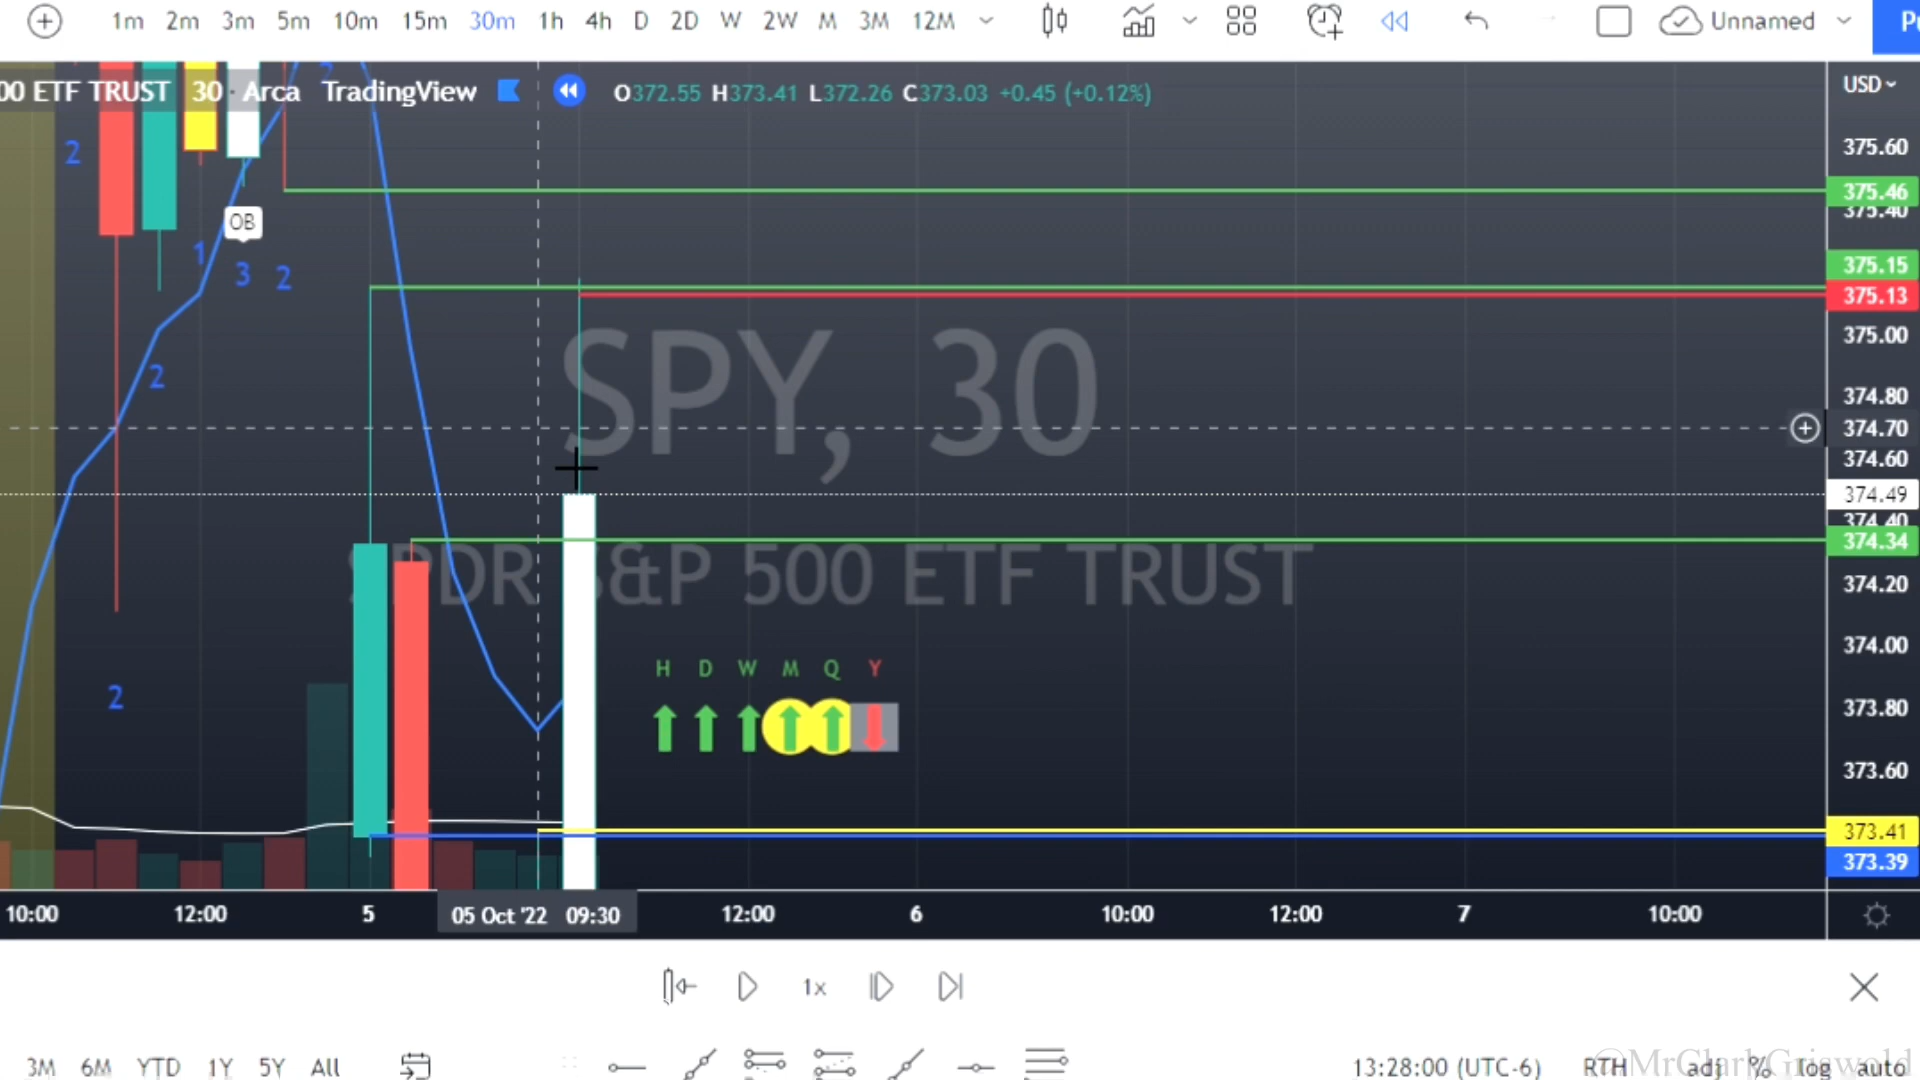 1m 2m 3m 5m 10m 15m 30m 1h 4h D 2D W 2W M 3M 12M Unnamed
00 ETF TRUST 30 · Arca TradingView O372.55 H373.41 L372.26 C373.03 +0.45 (+0.12%)
USD
2
2
375.60
375.46
375.40
OB
1
3
2
375.15
375.13
375.00
SPY, 30
2
374.80
374.70
374.60
374.49
374.40
374.34
SPDR S&P 500 ETF TRUST
374.20
374.00
H D W M Q Y
2
373.80
373.60
373.41
373.39
10:00 12:00 5 05 Oct '22 09:30 12:00 6 10:00 12:00 7 10:00
1x
3M 6M YTD 1Y 5Y All 13:28:00 (UTC-6) RTH adj % log auto
@MrClarkGriswold